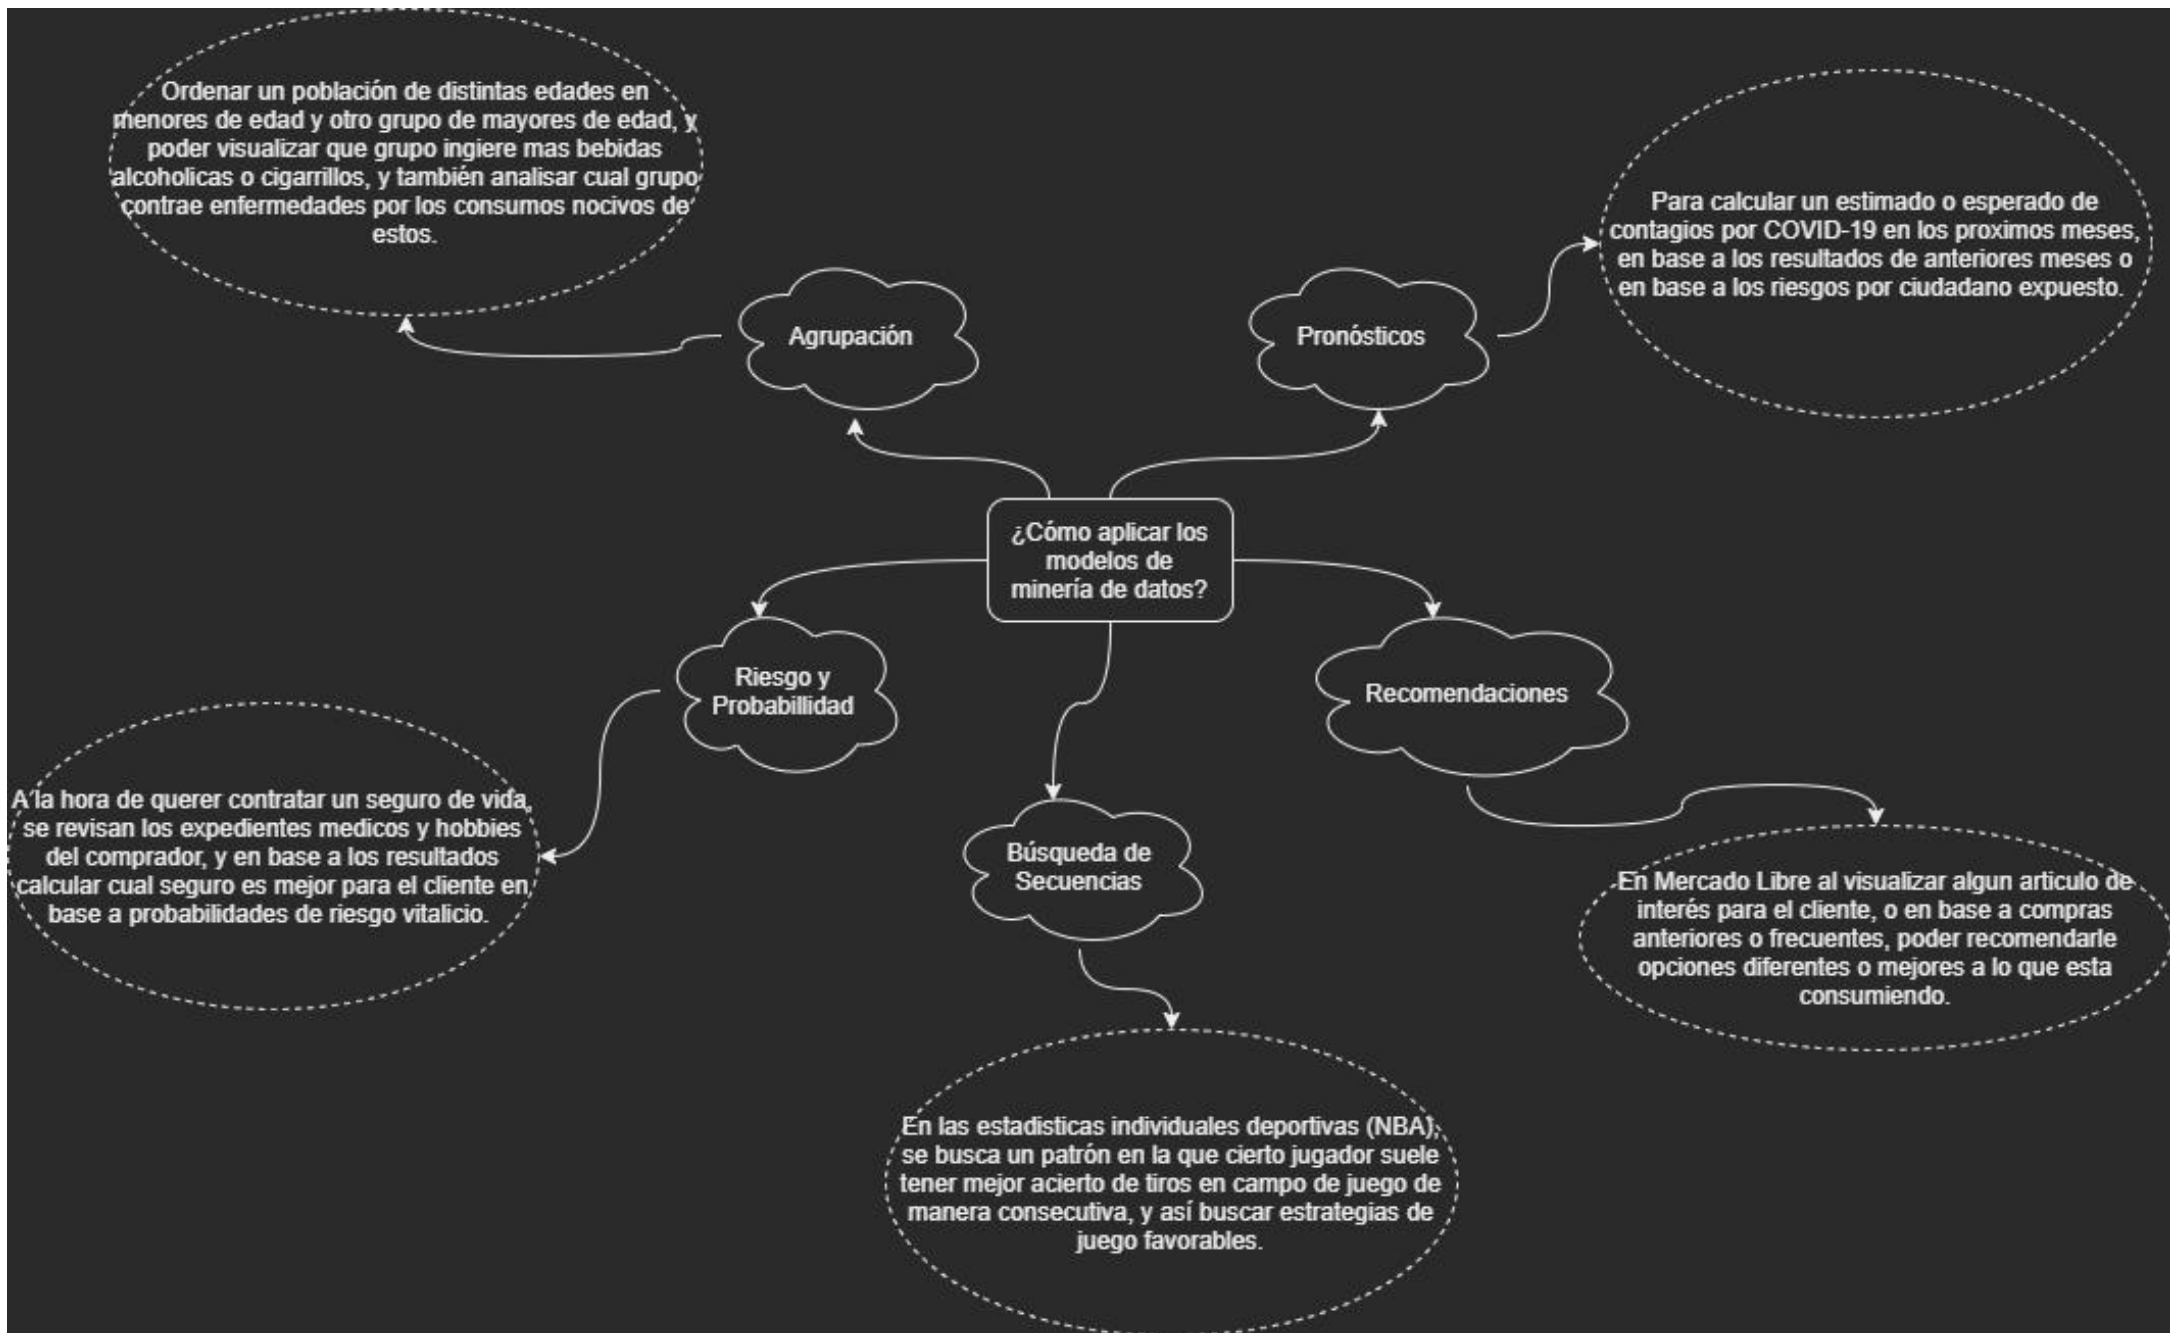 Ordenar un población de distintas edades en
menores de edad y otro grupo de mayores de edad, y
poder visualizar que grupo ingiere mas bebidas
alcoholicas o cigarrillos, y también analisar cual grupo
contrae enfermedades por los consumos nocivos de
estos.
Para calcular un estimado o esperado de
contagios por COVID-19 en los proximos meses,
en base a los resultados de anteriores meses o
en base a los riesgos por ciudadano expuesto.
Agrupación
Pronósticos
¿Cómo aplicar los
modelos de
minería de datos?
Riesgo y
Probabillidad
Recomendaciones
A la hora de querer contratar un seguro de vida,
se revisan los expedientes medicos y hobbies
del comprador, y en base a los resultados
calcular cual seguro es mejor para el cliente en
base a probabilidades de riesgo vitalicio.
Búsqueda de
Secuencias
En Mercado Libre al visualizar algun articulo de
interés para el cliente, o en base a compras
anteriores o frecuentes, poder recomendarle
opciones diferentes o mejores a lo que esta
consumiendo.
En las estadisticas individuales deportivas (NBA),
se busca un patrón en la que cierto jugador suele
tener mejor acierto de tiros en campo de juego de
manera consecutiva, y así buscar estrategias de
juego favorables.